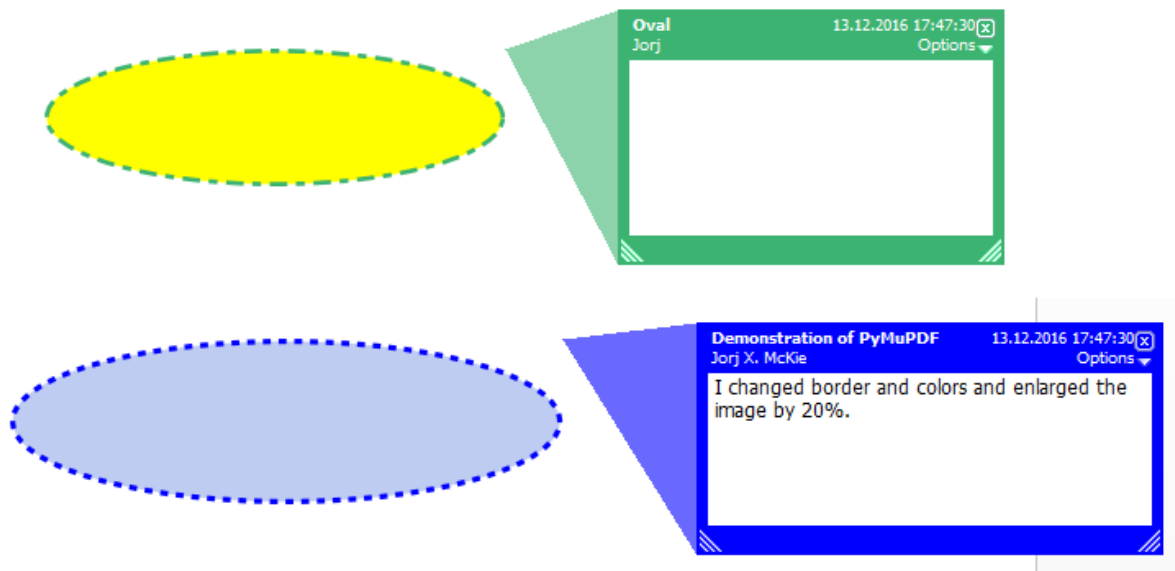 Oval 13.12.2016 17:47:30
Jorj Options
Demonstration of PyMuPDF 13.12.2016 17:47:30
Jorj X. McKie Options
I changed border and colors and enlarged the
image by 20%.